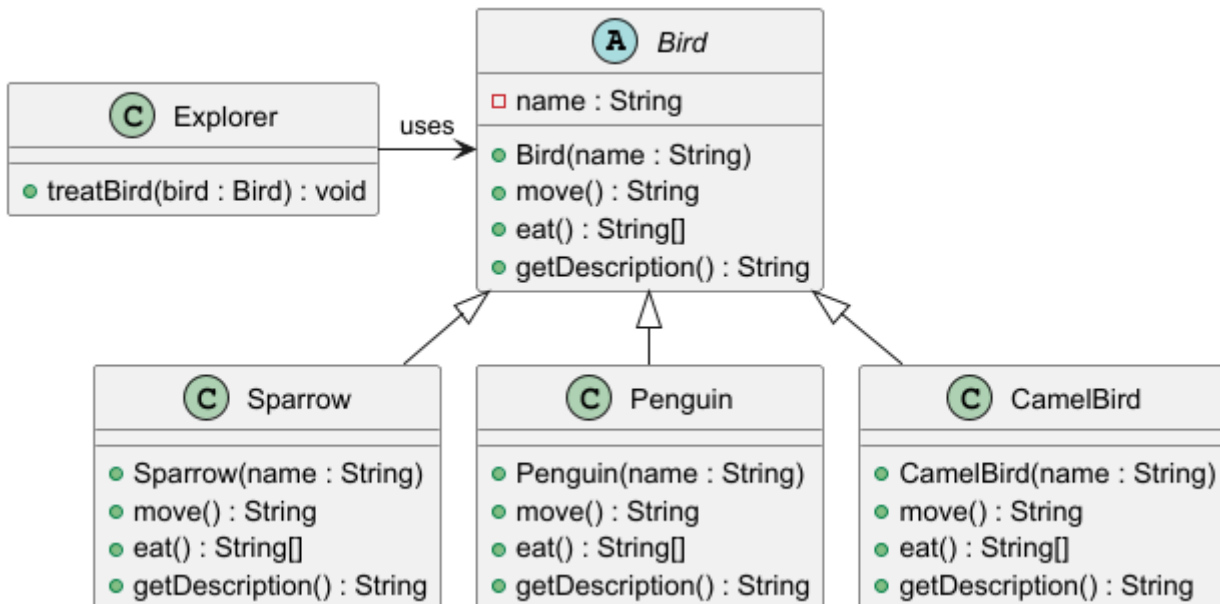 A Bird
name : String
Bird(name : String)
move() : String
eat() : String[]
getDescription() : String
C Explorer
treatBird(bird : Bird) : void
uses
C Sparrow
Sparrow(name : String)
move() : String
eat() : String[]
getDescription() : String
C Penguin
Penguin(name : String)
move() : String
eat() : String[]
getDescription() : String
C CamelBird
CamelBird(name : String)
move() : String
eat() : String[]
getDescription() : String